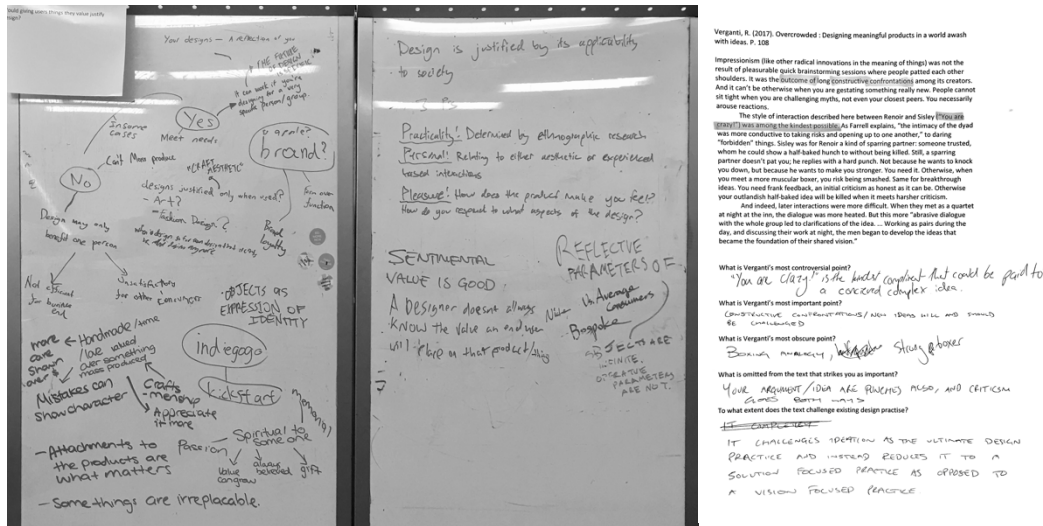 ould giving users things they value justify
Your designs - A reflection of you
THE FUTURE
OF DESIGN
It can work if you're
designing for a very
specific person/group.
Yes
In some
cases
Meet needs
apple?
brand?
No
Can't Mass produce
"CRAFT
AESTHETIC"
designs justified only when used?
- Art?
- Fashion Design?
Form over
function
Brand
loyalty
Design may only
benefit one person
Not
for business
end
Unsatisfactory
for other consumers
OBJECTS AS
EXPRESSION OF
IDENTITY
more
care
shown
over $
Handmade/time
/love valued
over something
mass produced
Mistakes can
show character
Crafts
-menship
Appreciate
it more
indiegogo
kickstart
memorial
Spiritual to
someone
Passion
Value
can grow
always
believed
gift
- Attachments to
the products are
what matters
- Some things are irreplacable.
Design is justified by its applicability
to society
3 P's
Practicality! Determined by ethnographic research
Personal! Relating to either aesthetic or experienced
based interactions
Pleasure! How does the product make you feel?
How do you respond to what aspects of the design?
SENTIMENTAL
VALUE IS GOOD.
A Designer doesn't always
know the value an end user
will place on that product/thing
REFLECTIVE
PARAMETERS OF
Average
Consumers
Niche
Bespoke
OBJECTS ARE
INFINITE.
PARAMETERS
ARE NOT.
Verganti, R. (2017). Overcrowded : Designing meaningful products in a world awash
with ideas. P. 108
Impressionism (like other radical innovations in the meaning of things) was not the
result of pleasurable quick brainstorming sessions where people patted each other
shoulders. It was the outcome of long constructive confrontations among its creators.
And it can't be otherwise when you are gestating something really new. People cannot
sit tight when you are challenging myths, not even your closest peers. You necessarily
arouse reactions.
The style of interaction described here between Renoir and Sisley ("You are
crazy!") was among the kindest possible. As Farrell explains, "the intimacy of the dyad
was more conducive to taking risks and opening up to one another," to daring
"forbidden" things. Sisley was for Renoir a kind of sparring partner: someone trusted,
whom he could show a half-baked hunch to without being killed. Still, a sparring
partner doesn't pat you; he replies with a hard punch. Not because he wants to knock
you down, but because he wants to make you stronger. You need it. Otherwise, when
you meet a more muscular boxer, you risk being smashed. Same for breakthrough
ideas. You need frank feedback, an initial criticism as honest as it can be. Otherwise
your outlandish half-baked idea will be killed when it meets harsher criticism.
And indeed, later interactions were more difficult. When they met as a quartet
at night at the inn, the dialogue was more heated. But this more "abrasive dialogue
with the whole group led to clarifications of the idea. ... Working as pairs during the
day, and discussing their work at night, the men began to develop the ideas that
became the foundation of their shared vision."
What is Verganti's most controversial point?
"You are crazy!" is the kindest compliment that could be paid to
a conceived complex idea.
What is Verganti's most important point?
CONSTRUCTIVE CONFRONTATIONS/NEW IDEAS WILL AND SHOULD
BE CHALLENGED
What is Verganti's most obscure point?
BOXING ANALOGY, Strong boxer
What is omitted from the text that strikes you as important?
YOUR ARGUMENT/IDEA ARE PUNCHES ALSO, AND CRITICISM
GOES BOTH WAYS
To what extent does the text challenge existing design practise?
IT CHALLENGES IDEATION AS THE ULTIMATE DESIGN
PRACTICE AND INSTEAD REDUCES IT TO A
SOLUTION FOCUSED PRACTICE AS OPPOSED TO
A VISION FOCUSED PRACTICE